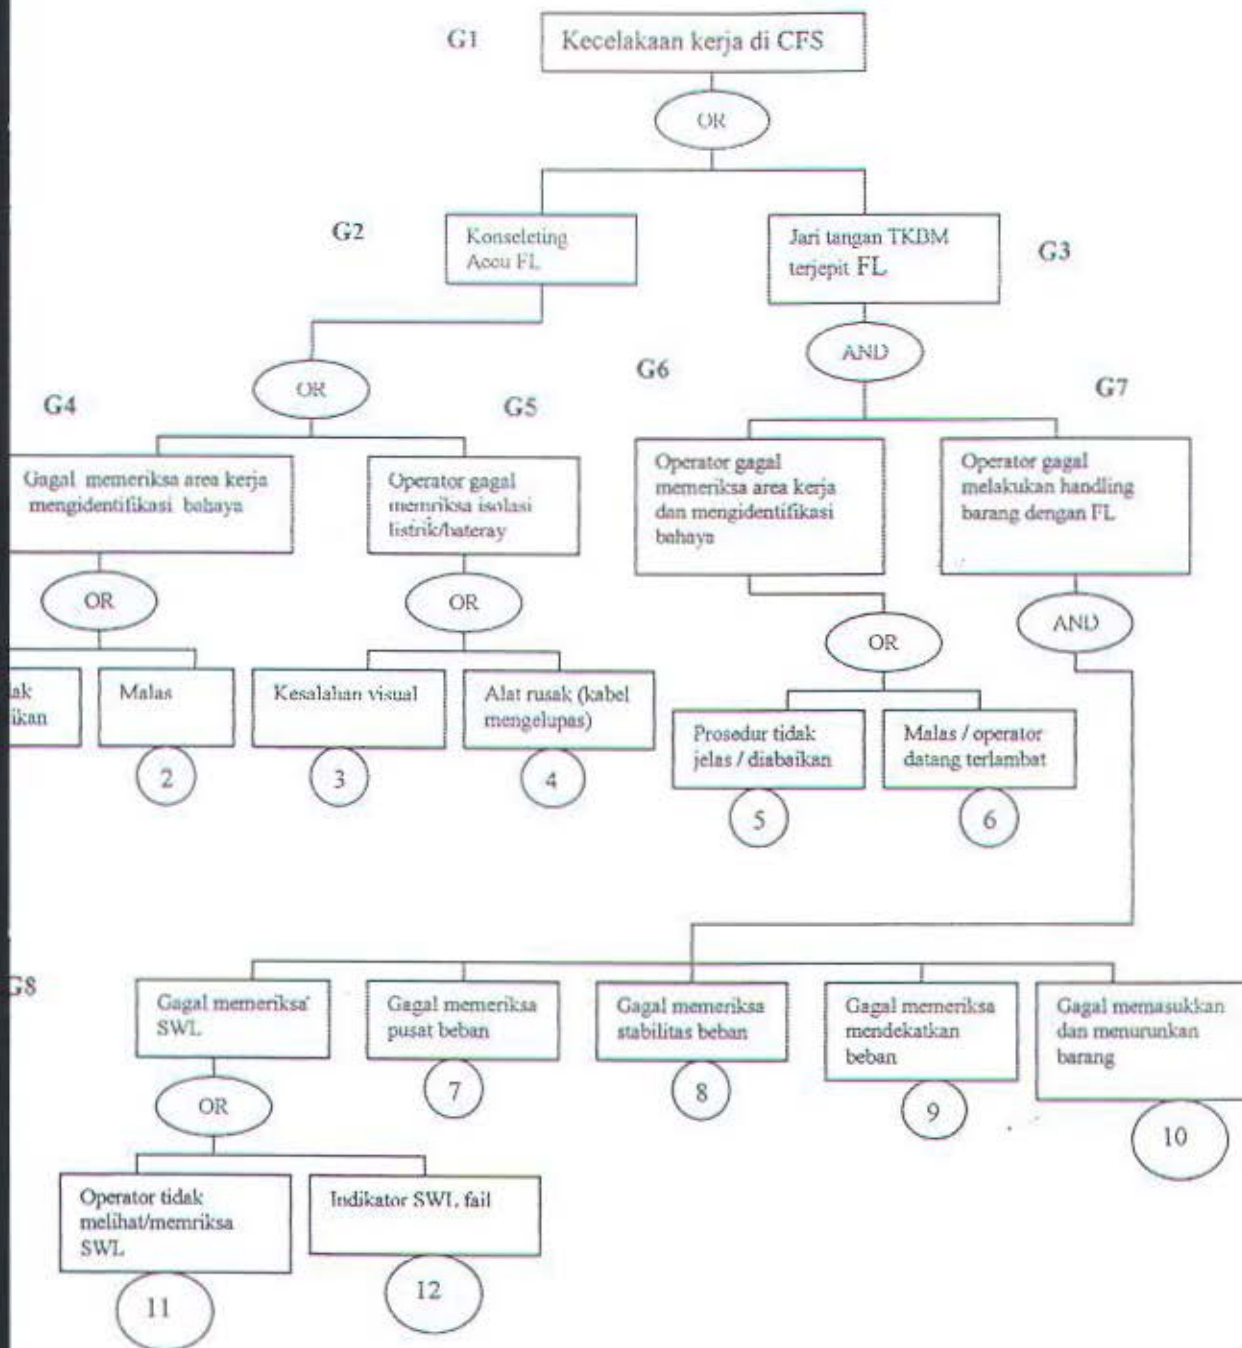 G1
Kecelakaan kerja di CFS
OR
G2
Konseleting
Accu FL
Jari tangan TKBM
terjepit FL
G3
OR
AND
G4
G5
G6
G7
Gagal memeriksa area kerja
mengidentifikasi bahaya
Operator gagal
memriksa isolasi
listrik/bateray
Operator gagal
memeriksa area kerja
dan mengidentifikasi
bahaya
Operator gagal
melakukan handling
barang dengan FL
OR
OR
OR
AND
Malas
2
Kesalahan visual
3
Alat rusak (kabel
mengelupas)
4
Prosedur tidak
jelas / diabaikan
5
Malas / operator
datang terlambat
6
G8
Gagal memeriksa
SWL
OR
Gagal memeriksa
pusat beban
7
Gagal memeriksa
stabilitas beban
8
Gagal memeriksa
mendekatkan
beban
9
Gagal memasukkan
dan menurunkan
barang
10
Operator tidak
melihat/memriksa
SWL
11
Indikator SWL fail
12